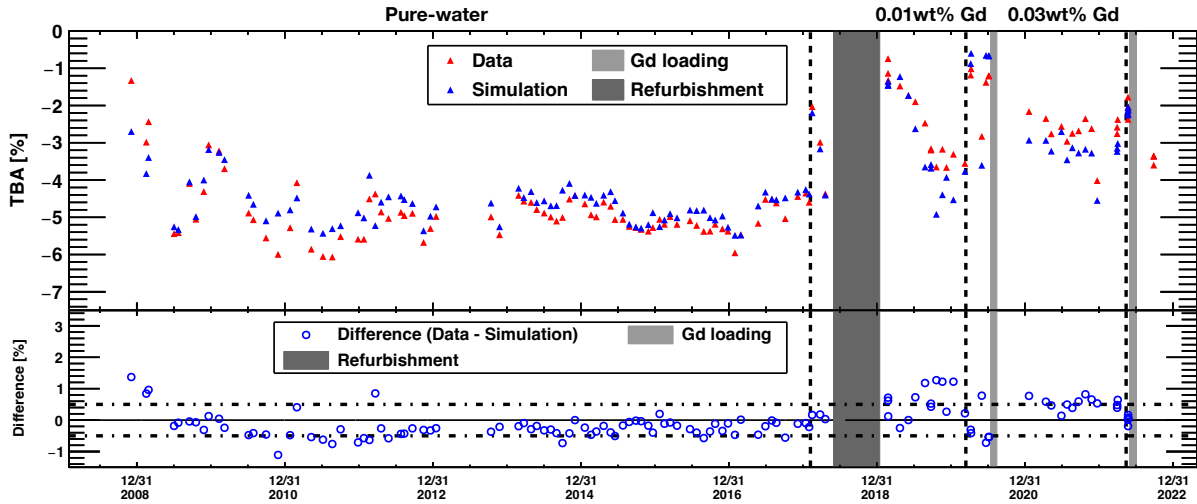 Pure-water 0.01wt% Gd 0.03wt% Gd
0
−1
−2
−3
−4
−5
−6
−7
TBA [%]
Data Gd loading
Simulation Refurbishment
3
2
1
0
−1
Difference [%]
Difference (Data - Simulation) Gd loading
Refurbishment
12/31 12/31 12/31 12/31 12/31 12/31 12/31 12/31
2008 2010 2012 2014 2016 2018 2020 2022